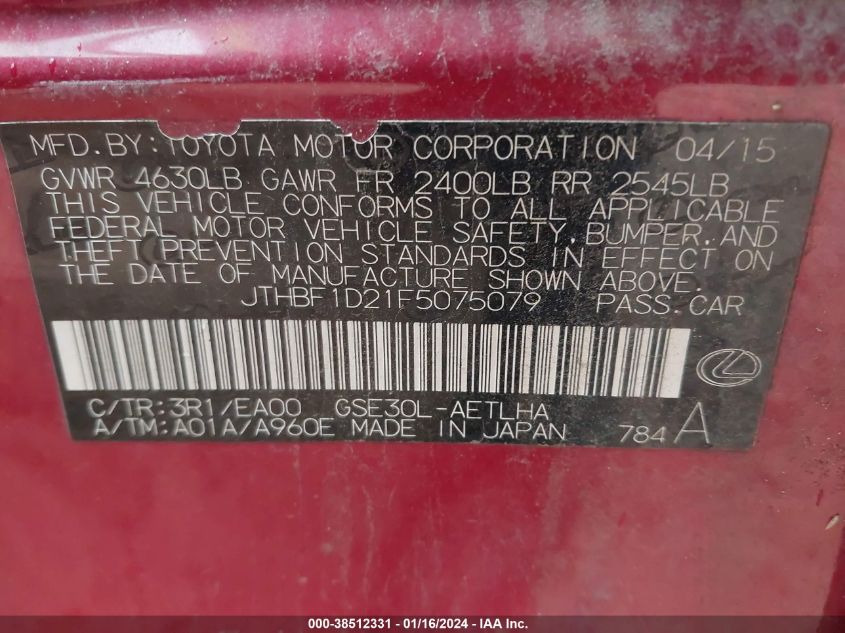 MFD.BY:TOYOTA MOTOR CORPORATION 04/15
GVWR 4630LB GAWR FR 2400LB RR 2545LB
THIS VEHICLE CONFORMS TO ALL APPLICABLE
FEDERAL MOTOR VEHICLE SAFETY,BUMPER,AND
THEFT PREVENTION STANDARDS IN EFFECT ON
THE DATE OF MANUFACTURE SHOWN ABOVE.
JTHBF1D21F5075079 PASS.CAR
C/TR:3R1/EA00 GSE30L-AETLHA
A/TM:A01A/A960E MADE IN JAPAN 784 A
000-38512331 - 01/16/2024 - IAA Inc.